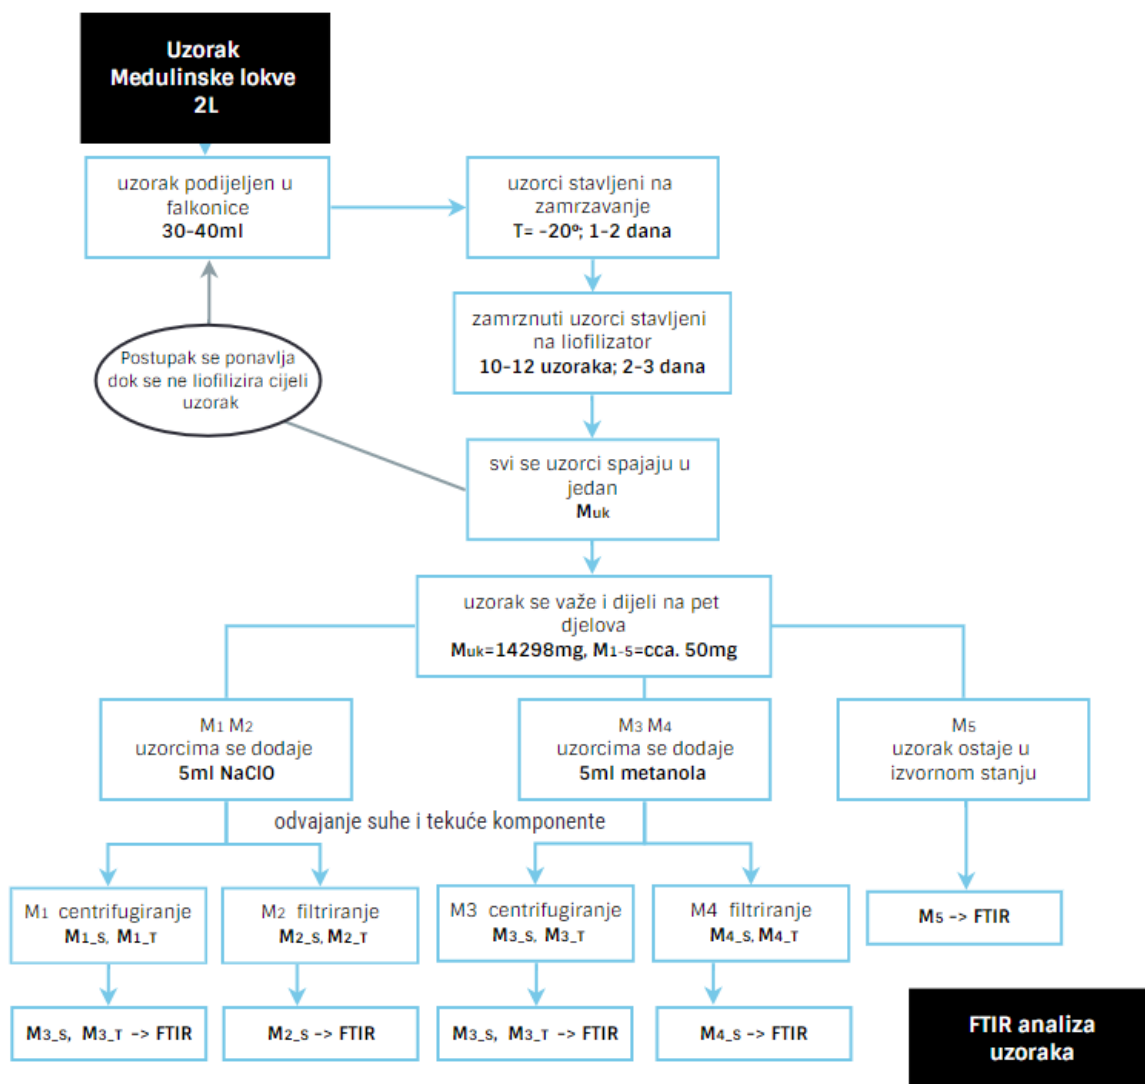 Uzorak
Medulinske lokve
2L
uzorak podijeljen u
falkonice
30-40ml
uzorci stavljeni na
zamrzavanje
T= -20º; 1-2 dana
zamrznuti uzorci stavljeni
na liofilizator
10-12 uzoraka; 2-3 dana
Postupak se ponavlja
dok se ne liofilizira cijeli
uzorak
svi se uzorci spajaju u
jedan
Muk
uzorak se važe i dijeli na pet
djelova
Muk=14298mg, M1-5=cca. 50mg
M1 M2
uzorcima se dodaje
5ml NaClO
M3 M4
uzorcima se dodaje
5ml metanola
M5
uzorak ostaje u
izvornom stanju
odvajanje suhe i tekuće komponente
M1 centrifugiranje
M1_S, M1_T
M2 filtriranje
M2_S, M2_T
M3 centrifugiranje
M3_S, M3_T
M4 filtriranje
M4_S, M4_T
M5 -> FTIR
M3_S, M3_T -> FTIR
M2_S -> FTIR
M3_S, M3_T -> FTIR
M4_S -> FTIR
FTIR analiza
uzoraka